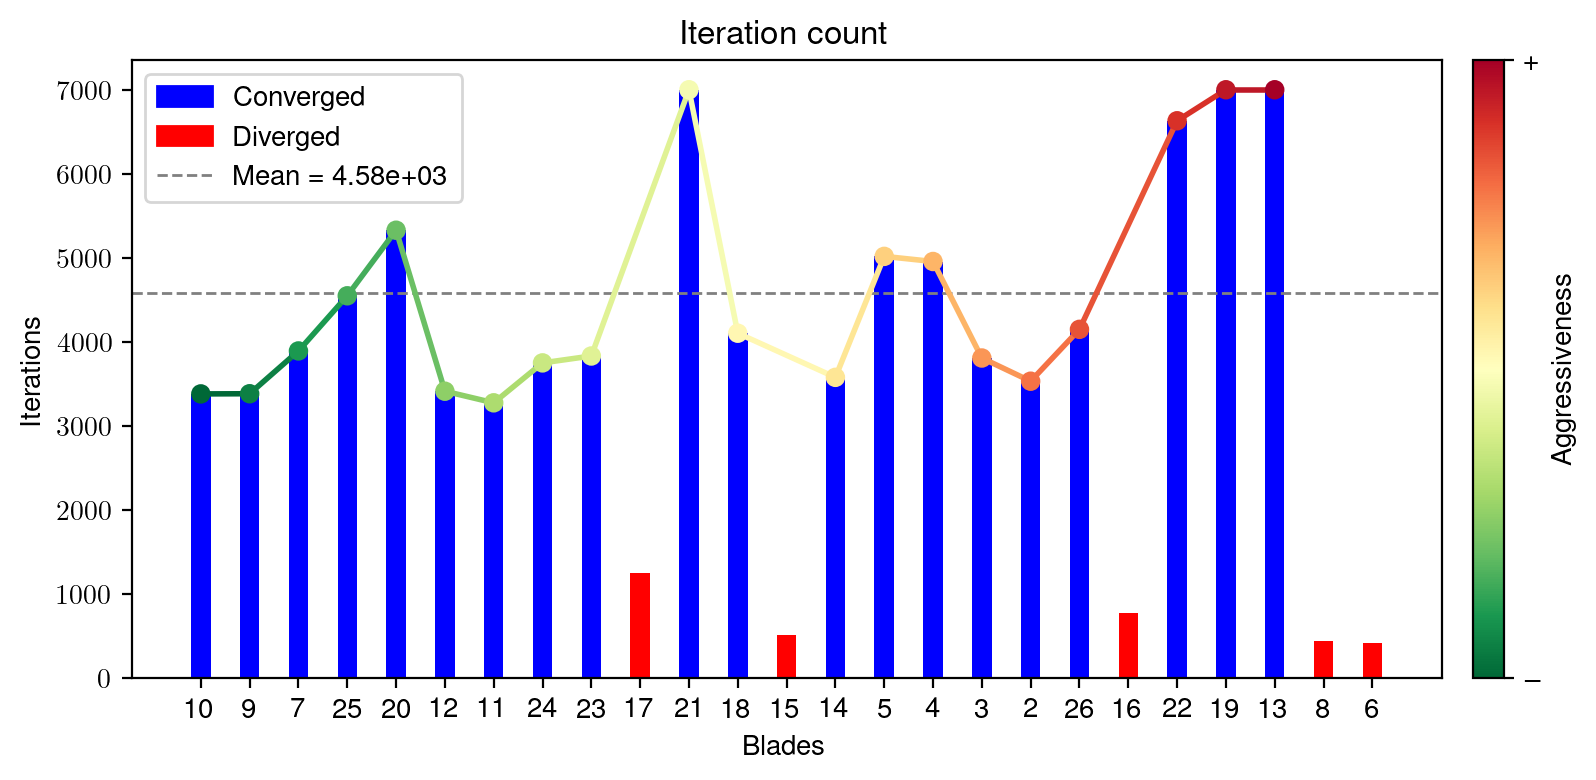 Iteration count
7000
6000
5000
4000
3000
2000
1000
0
Iterations
Converged
Diverged
Mean = 4.58e+03
10 9 7 25 20 12 11 24 23 17 21 18 15 14 5 4 3 2 26 16 22 19 13 8 6
Blades
+
−
Aggressiveness